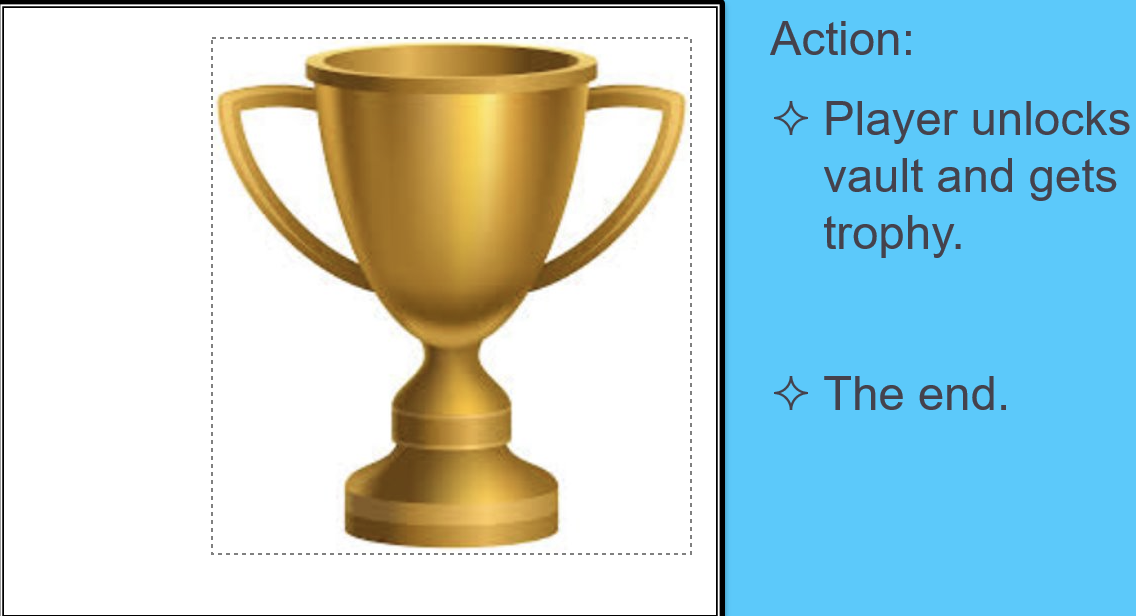 Action:
✧ Player unlocks
vault and gets
trophy.
✧ The end.